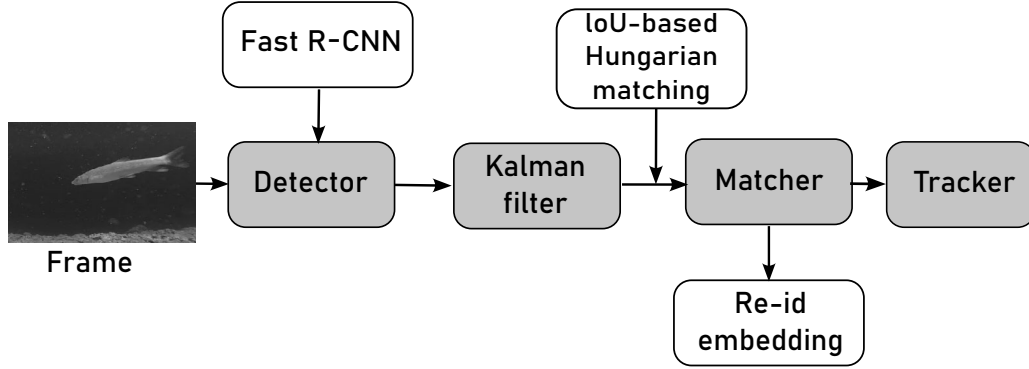 Fast R-CNN
IoU-based
Hungarian
matching
Detector
Kalman
filter
Matcher
Tracker
Frame
Re-id
embedding